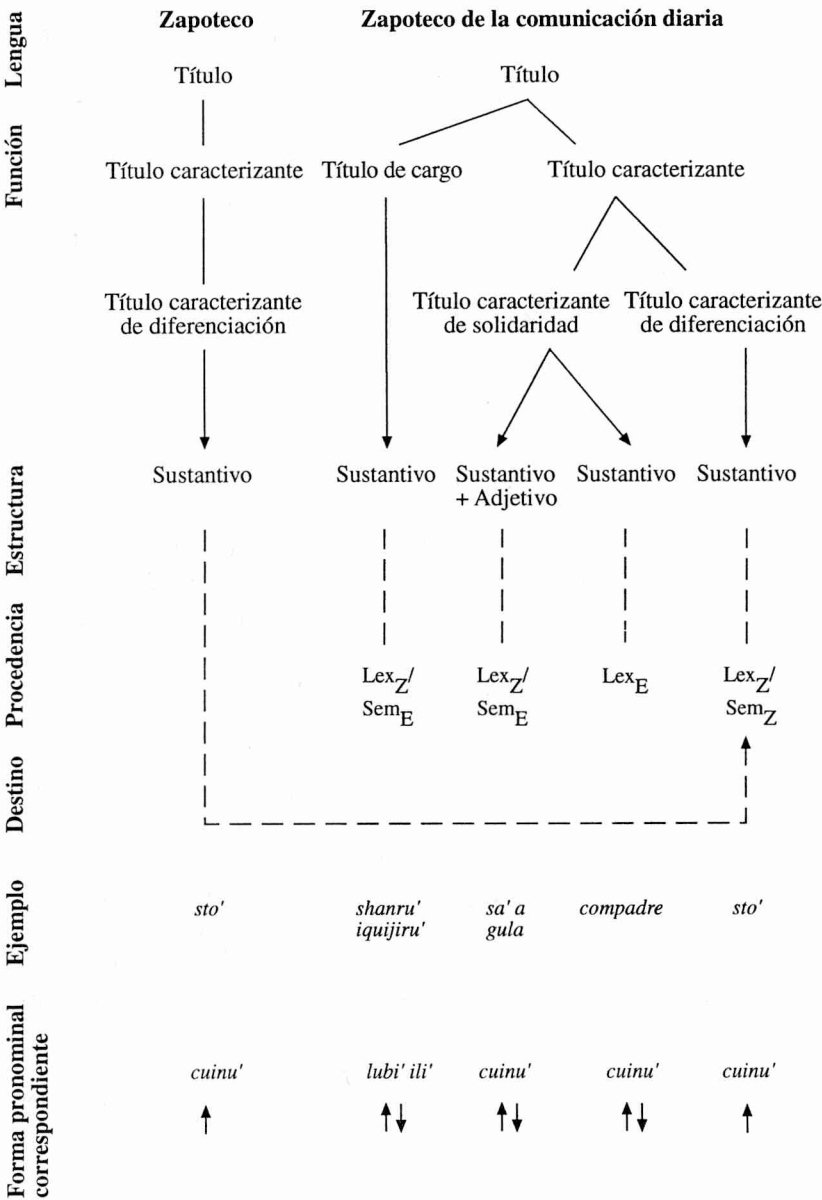 Lengua
Zapoteco
Zapoteco de la comunicación diaria
Título
Título
Función
Título caracterizante
Título de cargo
Título caracterizante
Título caracterizante
de diferenciación
Título caracterizante
de solidaridad
Título caracterizante
de diferenciación
Estructura
Sustantivo
Sustantivo
Sustantivo
+ Adjetivo
Sustantivo
Sustantivo
Procedencia
LexZ/
SemE
LexZ/
SemE
LexE
LexZ/
SemZ
Destino
Ejemplo
sto'
shanru'
iquijiru'
sa' a
gula
compadre
sto'
Forma pronominal
correspondiente
cuinu'
lubi' ili'
cuinu'
cuinu'
cuinu'